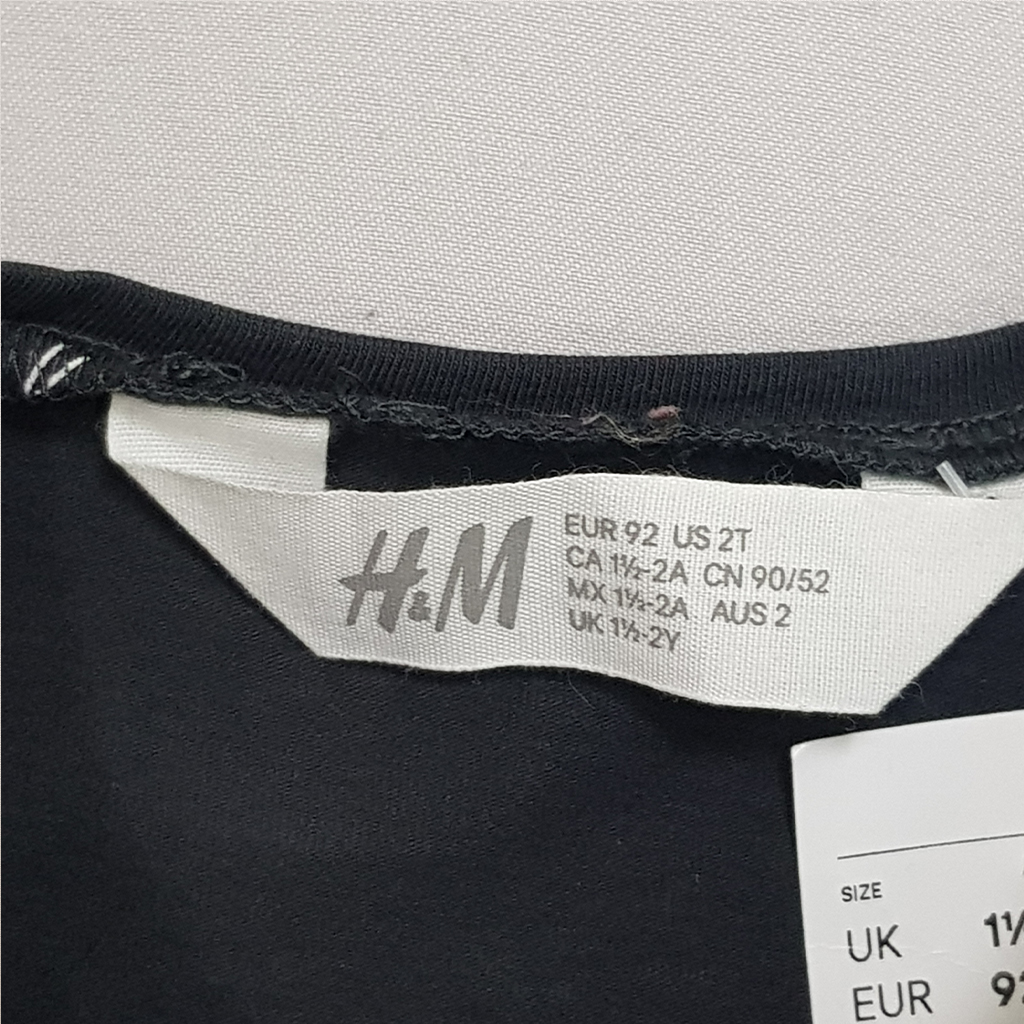 H&M
EUR 92 US 2T
CA 1½-2A CN 90/52
MX 1½-2A AUS 2
UK 1½-2Y
SIZE
UK
EUR